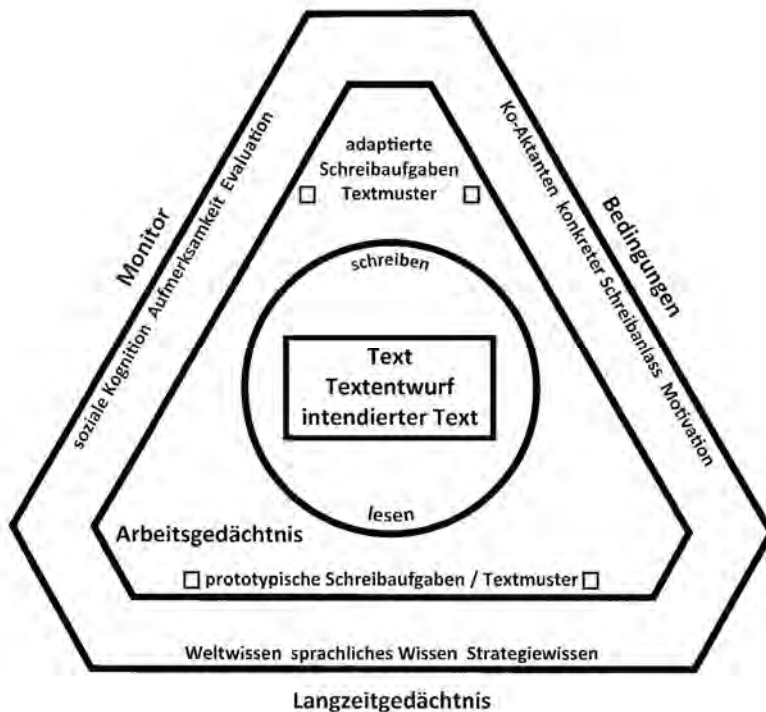 adaptierte
Schreibaufgaben
Textmuster
Monitor
soziale Kognition Aufmerksamkeit Evaluation
Ko-Aktanten konkreter Schreibanlass Motivation
Bedingungen
schreiben
Text
Textentwurf
intendierter Text
lesen
Arbeitsgedächtnis
prototypische Schreibaufgaben / Textmuster
Weltwissen sprachliches Wissen Strategiewissen
Langzeitgedächtnis